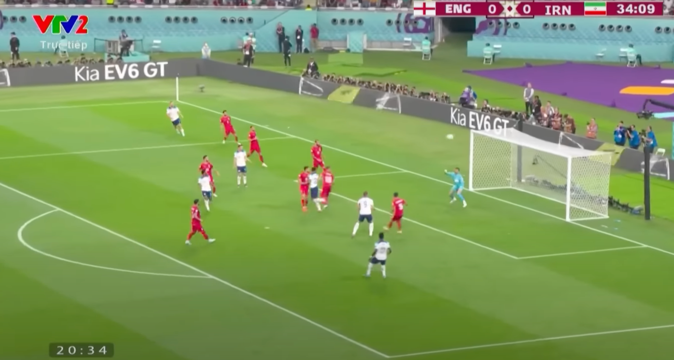 VTV2
Trực tiếp
ENG 0 0 IRN 34:09
Kia EV6 GT
Kia EV6 GT
20:34